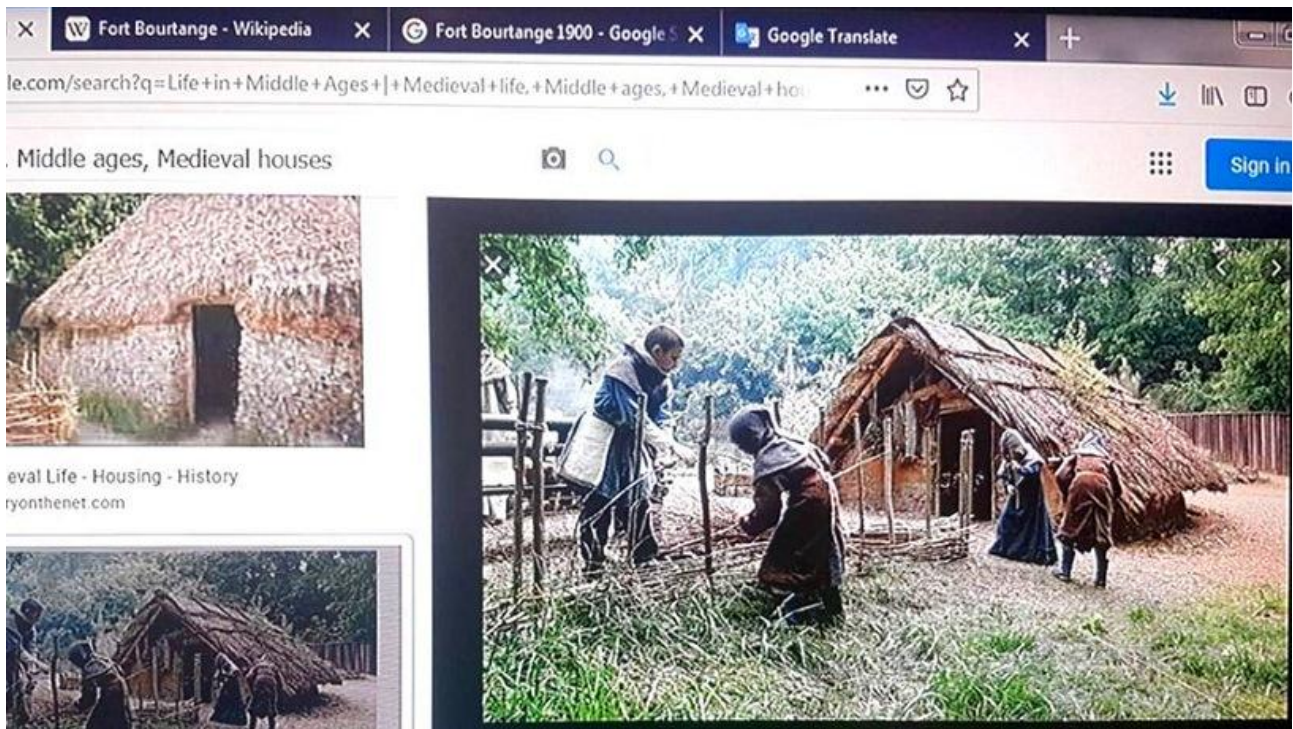 Fort Bourtange - Wikipedia
Fort Bourtange 1900 - Google S
Google Translate
le.com/search?q=Life+in+Middle+Ages+|+Medieval+life,+Middle+ages,+Medieval+hou
. Middle ages, Medieval houses
Sign in
eval Life - Housing - History
ryonthenet.com